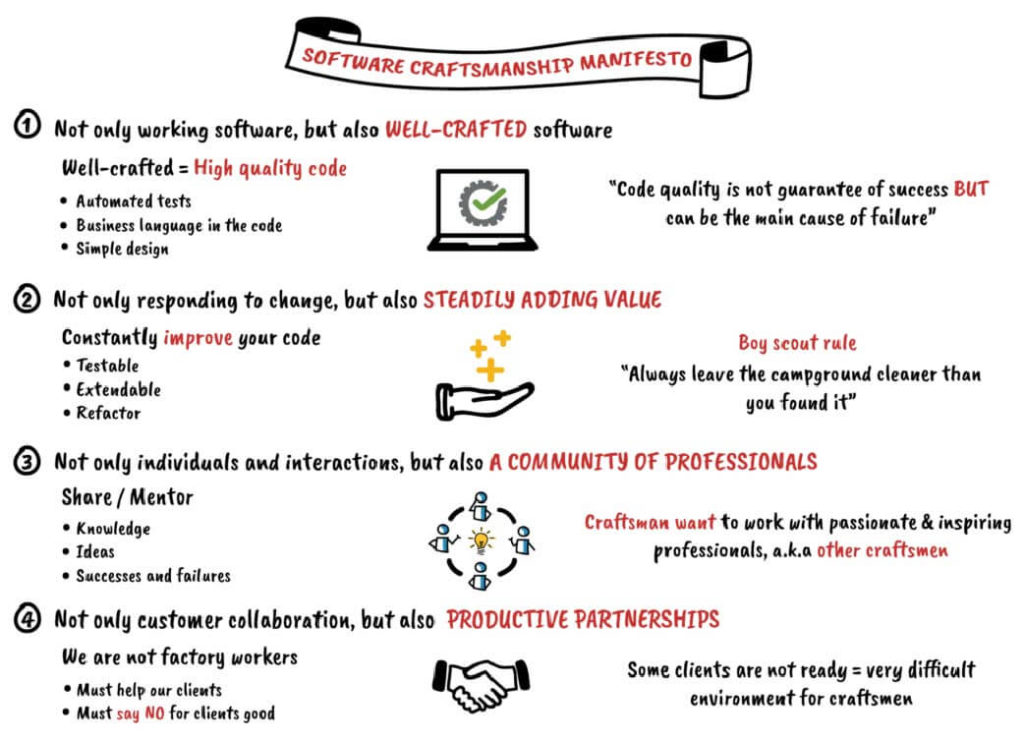 SOFTWARE CRAFTSMANSHIP MANIFESTO
1 Not only working software, but also WELL-CRAFTED software
Well-crafted = High quality code
• Automated tests
• Business language in the code
• Simple design
"Code quality is not guarantee of success BUT
can be the main cause of failure"
2 Not only responding to change, but also STEADILY ADDING VALUE
Constantly improve your code
• Testable
• Extendable
• Refactor
Boy scout rule
"Always leave the campground cleaner than
you found it"
3 Not only individuals and interactions, but also A COMMUNITY OF PROFESSIONALS
Share / Mentor
• Knowledge
• Ideas
• Successes and failures
Craftsman want to work with passionate & inspiring
professionals, a.k.a other craftsmen
4 Not only customer collaboration, but also PRODUCTIVE PARTNERSHIPS
We are not factory workers
• Must help our clients
• Must say NO for clients good
Some clients are not ready = very difficult
environment for craftsmen